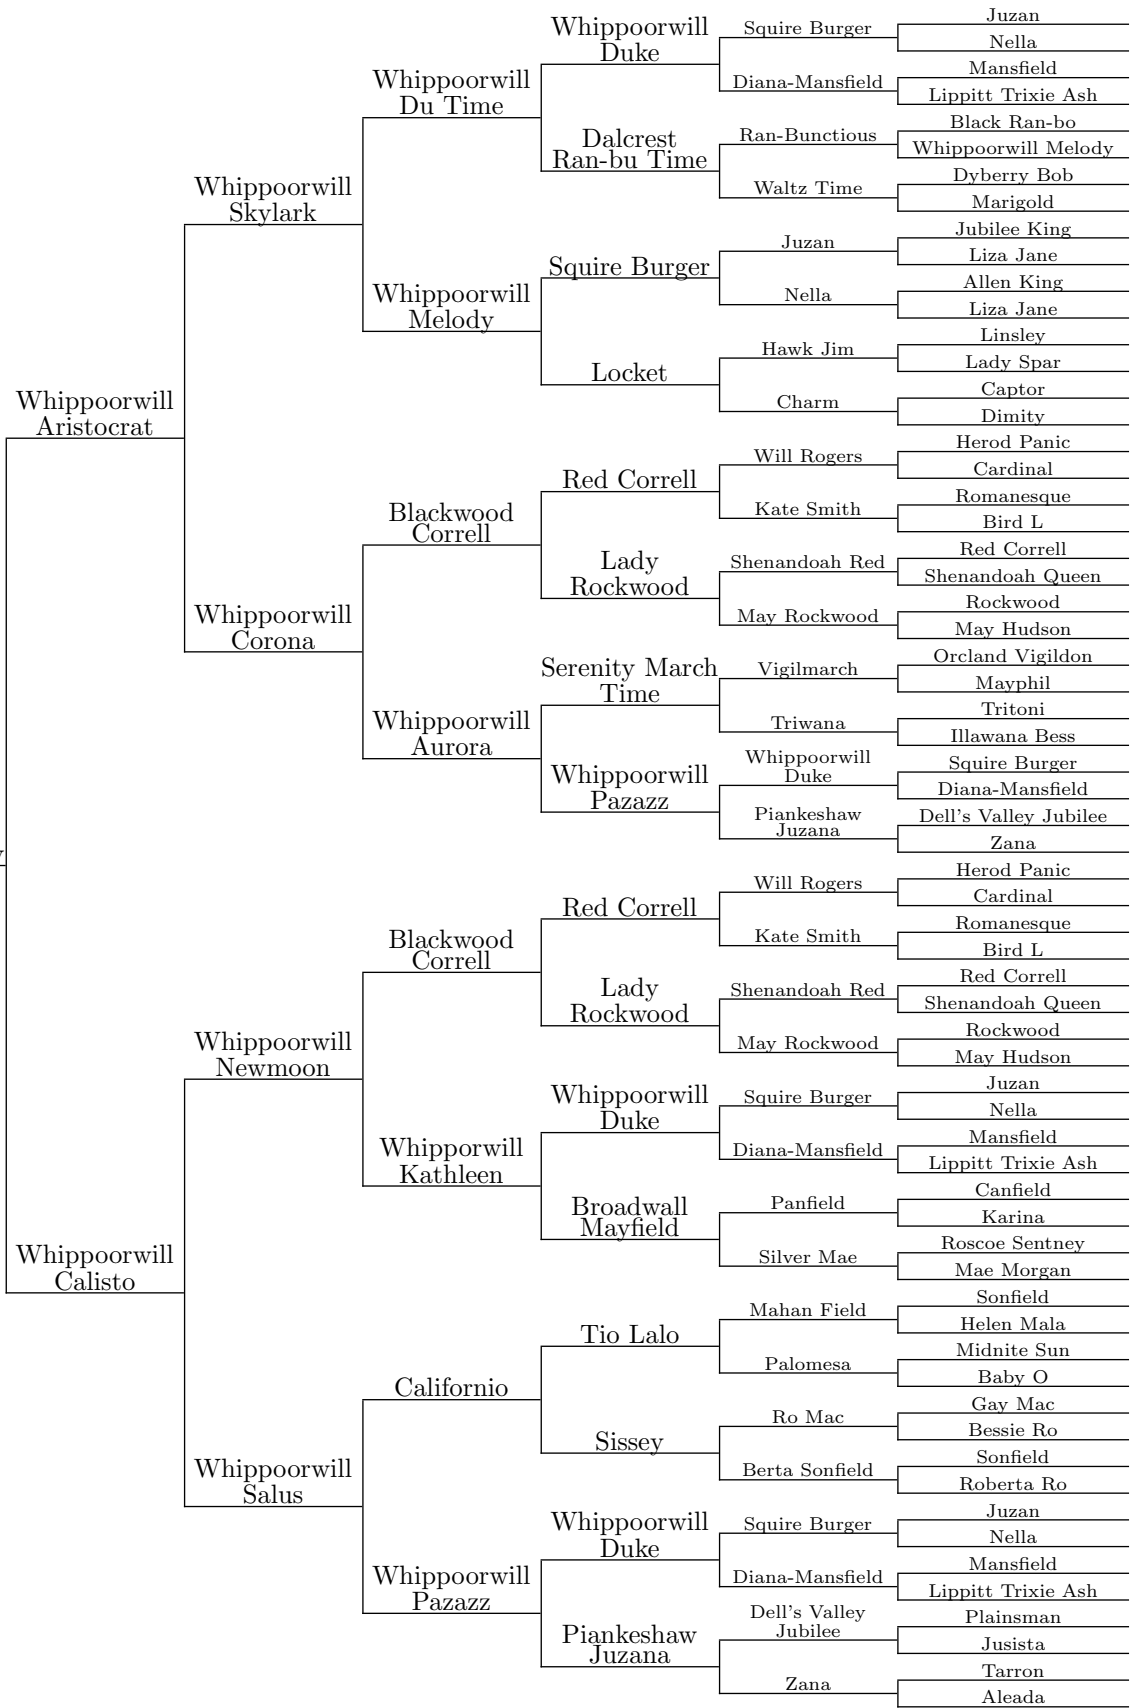 Juzan
Whippoorwill
Duke
Squire Burger
Nella
Mansfield
Whippoorwill
Du Time
Diana-Mansfield
Lippitt Trixie Ash
Black Ran-bo
Dalcrest
Ran-bu Time
Ran-Bunctious
Whippoorwill Melody
Dyberry Bob
Whippoorwill
Skylark
Waltz Time
Marigold
Jubilee King
Squire Burger
Juzan
Liza Jane
Allen King
Whippoorwill
Melody
Nella
Liza Jane
Linsley
Locket
Hawk Jim
Lady Spar
Captor
Whippoorwill
Aristocrat
Charm
Dimity
Herod Panic
Red Correll
Will Rogers
Cardinal
Romanesque
Blackwood
Correll
Kate Smith
Bird L
Red Correll
Lady
Rockwood
Shenandoah Red
Shenandoah Queen
Rockwood
Whippoorwill
Corona
May Rockwood
May Hudson
Orcland Vigildon
Serenity March
Time
Vigilmarch
Mayphil
Tritoni
Whippoorwill
Aurora
Triwana
Illawana Bess
Squire Burger
Whippoorwill
Pazazz
Whippoorwill
Duke
Diana-Mansfield
Dell's Valley Jubilee
Piankeshaw
Juzana
Zana
Herod Panic
Red Correll
Will Rogers
Cardinal
Romanesque
Blackwood
Correll
Kate Smith
Bird L
Red Correll
Lady
Rockwood
Shenandoah Red
Shenandoah Queen
Rockwood
Whippoorwill
Newmoon
May Rockwood
May Hudson
Juzan
Whippoorwill
Duke
Squire Burger
Nella
Mansfield
Whipporwill
Kathleen
Diana-Mansfield
Lippitt Trixie Ash
Canfield
Broadwall
Mayfield
Panfield
Karina
Roscoe Sentney
Whippoorwill
Calisto
Silver Mae
Mae Morgan
Sonfield
Tio Lalo
Mahan Field
Helen Mala
Midnite Sun
Californio
Palomesa
Baby O
Gay Mac
Sissey
Ro Mac
Bessie Ro
Sonfield
Whippoorwill
Salus
Berta Sonfield
Roberta Ro
Juzan
Whippoorwill
Duke
Squire Burger
Nella
Mansfield
Whippoorwill
Pazazz
Diana-Mansfield
Lippitt Trixie Ash
Plainsman
Piankeshaw
Juzana
Dell's Valley
Jubilee
Jusista
Tarron
Zana
Aleada